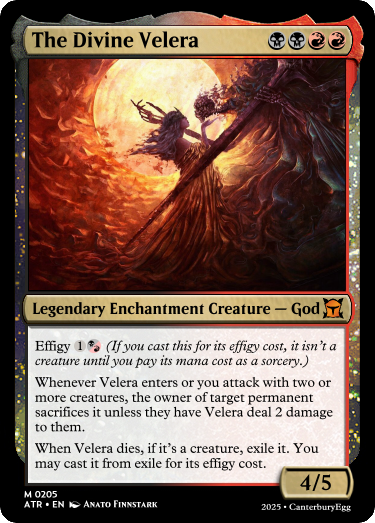 The Divine Velera
Legendary Enchantment Creature — God
Effigy 1 (If you cast this for its effigy cost, it isn't a
creature until you pay its mana cost as a sorcery.)
Whenever Velera enters or you attack with two or
more creatures, the owner of target permanent
sacrifices it unless they have Velera deal 2 damage
to them.
When Velera dies, if it's a creature, exile it. You
may cast it from exile for its effigy cost.
4/5
M 0205
ATR • EN Anato Finnstark
2025 • CanterburyEgg